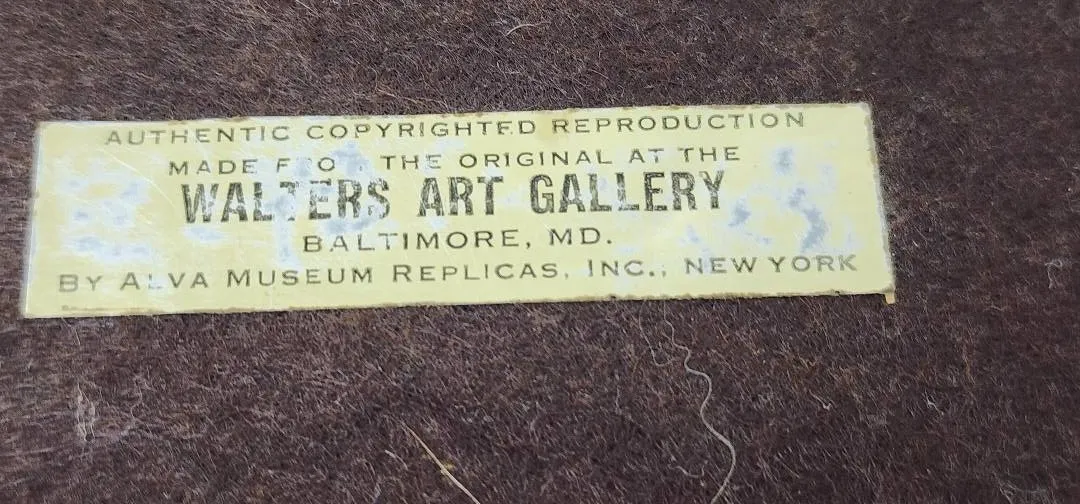 AUTHENTIC COPYRIGHTED REPRODUCTION
MADE F O THE ORIGINAL AT THE
WALTERS ART GALLERY
BALTIMORE, MD.
BY ALVA MUSEUM REPLICAS, INC., NEW YORK